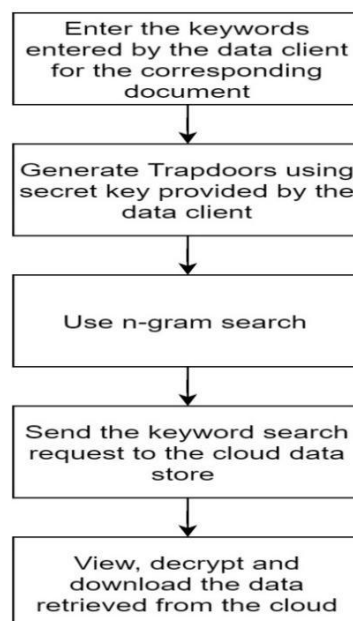 Enter the keywords
entered by the data client
for the corresponding
document
Generate Trapdoors using
secret key provided by the
data client
Use n-gram search
Send the keyword search
request to the cloud data
store
View, decrypt and
download the data
retrieved from the cloud